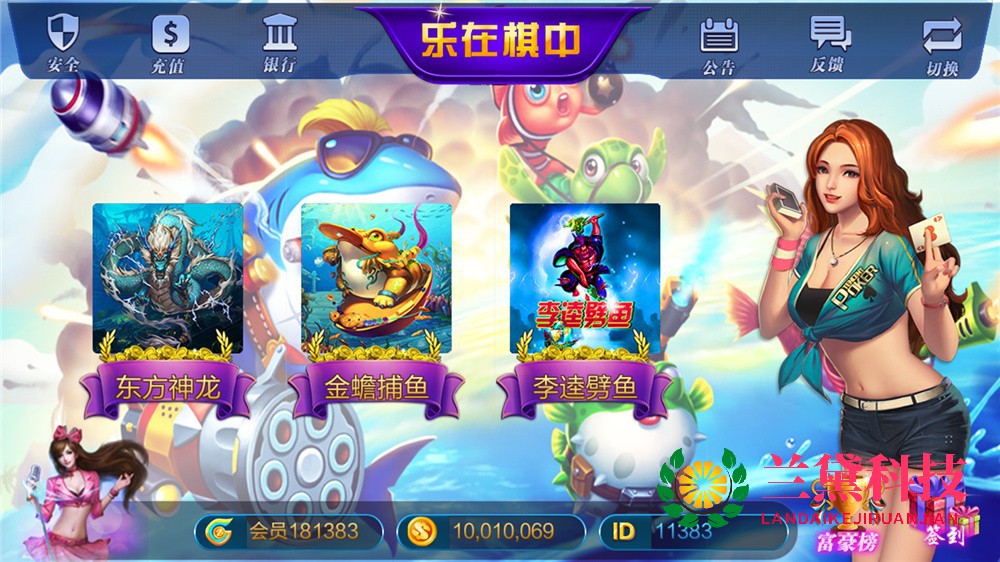 安全
充值
银行
乐在棋中
公告
反馈
切换
POKER
李逵劈鱼
东方神龙
金蟾捕鱼
李逵劈鱼
兰黛科技
LANDAIKEJIRUANJIAN
会员181383
10,010,069
ID 11383
富豪榜
签到